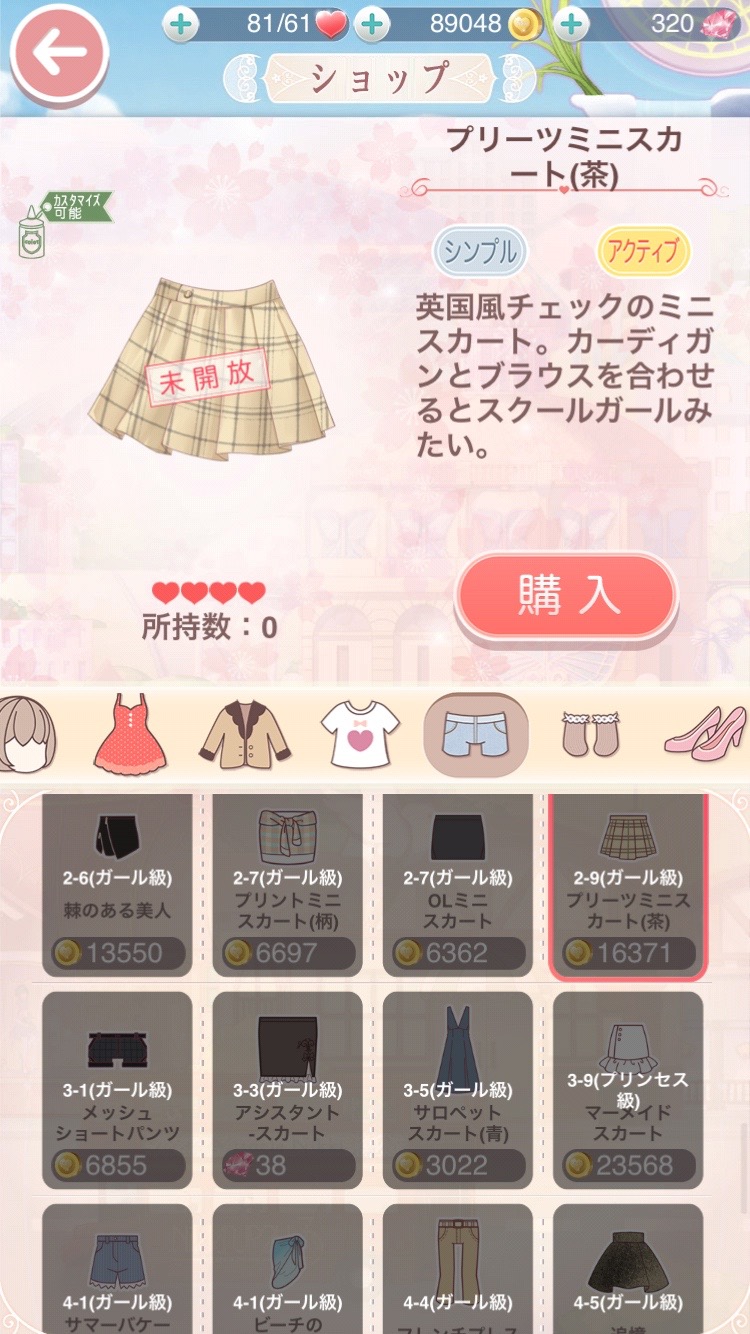 81/61
89048
320
ショップ
プリーツミニスカ
ート(茶)
カスタマイズ
可能
シンプル
アクティブ
英国風チェックのミニ
スカート。カーディガ
ンとブラウスを合わせ
るとスクールガールみ
たい。
未開放
所持数：0
購入
2-6(ガール級)
棘のある美人
13550
2-7(ガール級)
プリントミニ
スカート(柄)
6697
2-7(ガール級)
OLミニ
スカート
6362
2-9(ガール級)
プリーツミニス
カート(茶)
16371
3-1(ガール級)
メッシュ
ショートパンツ
6855
3-3(ガール級)
アシスタント
-スカート
38
3-5(ガール級)
サロペット
スカート(青)
3022
3-9(プリンセス
級)
マーメイド
スカート
23568
4-1(ガール級)
サマーバケー
4-1(ガール級)
ビーチの
4-4(ガール級)
フレンチプレス
4-5(ガール級)